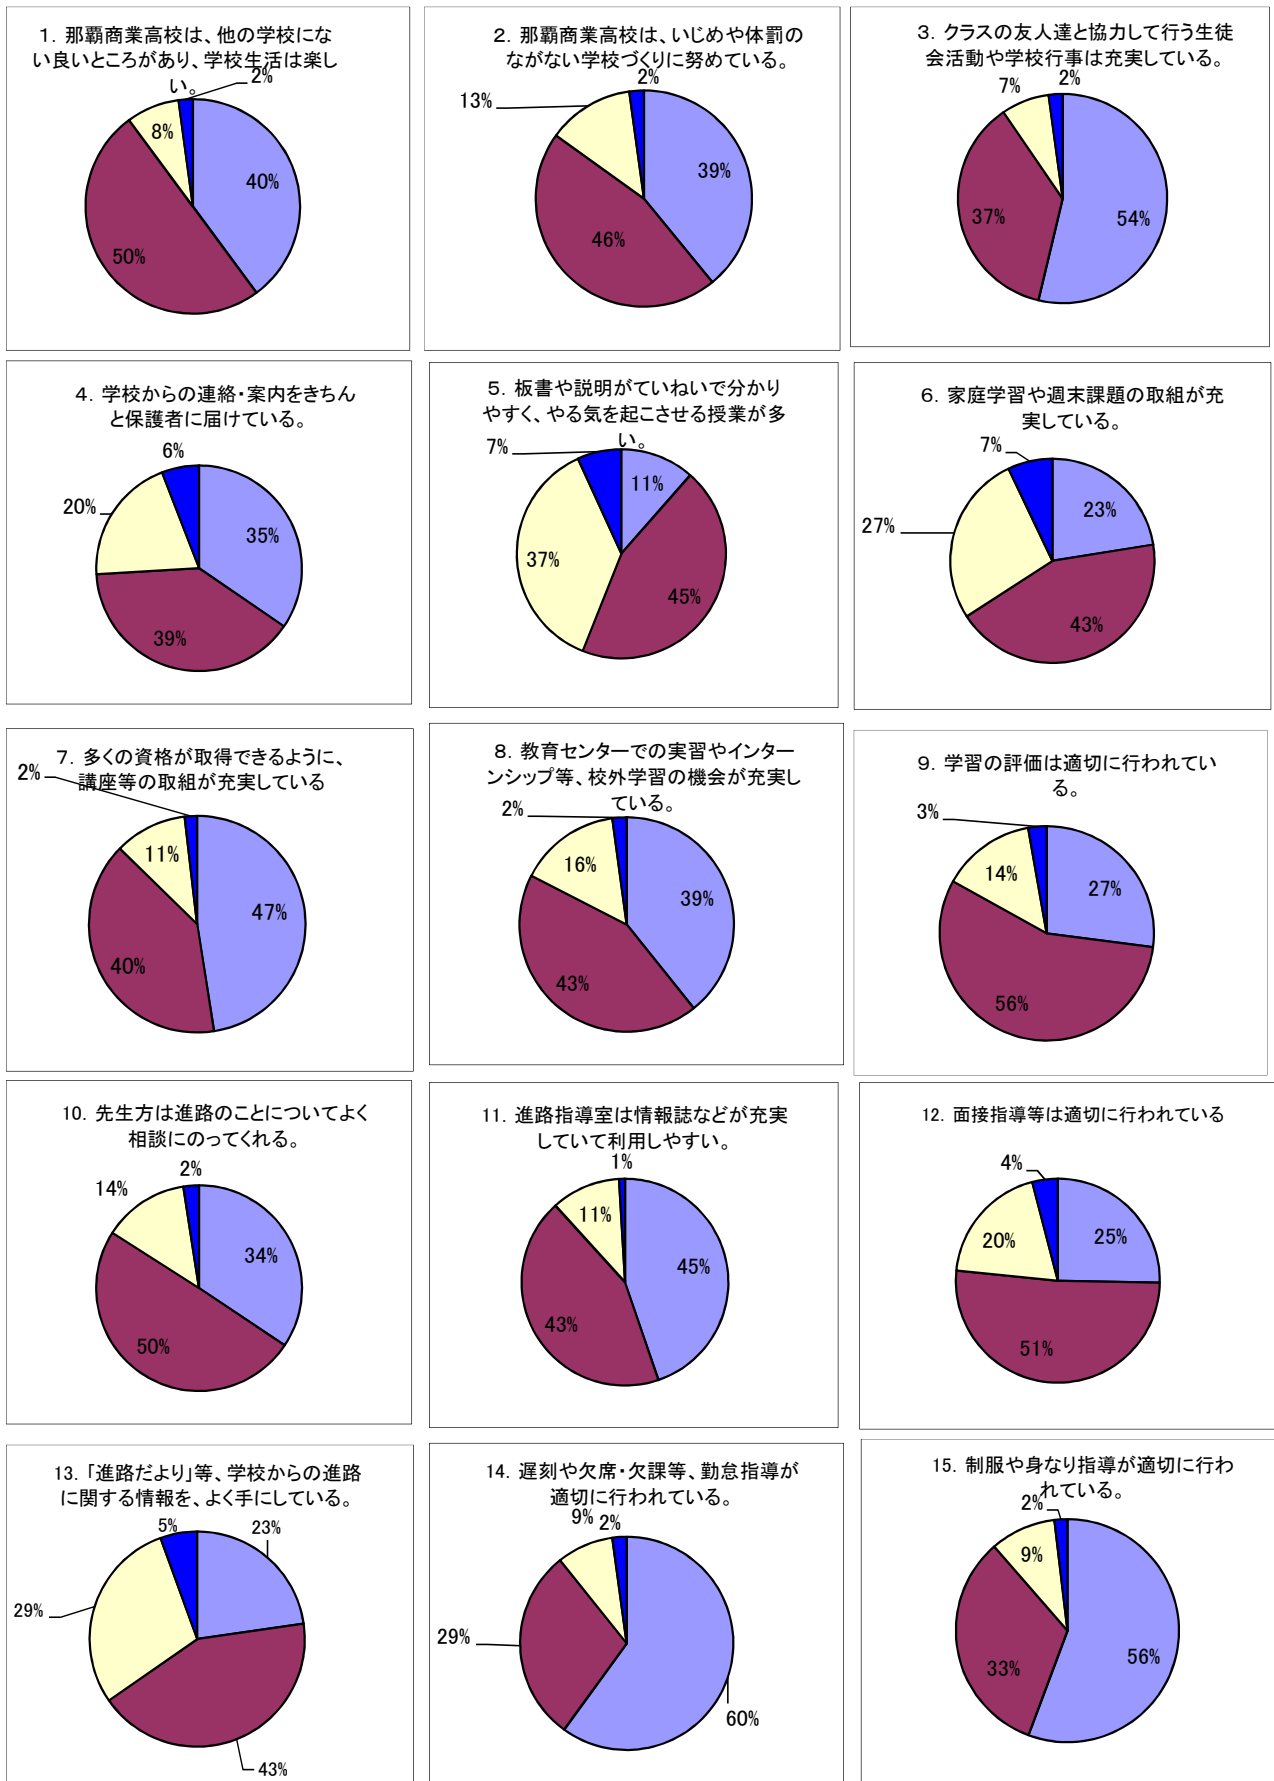 1. 那覇商業高校は、他の学校にな
い良いところがあり、学校生活は楽し
い。
2%
8%
40%
50%
2. 那覇商業高校は、いじめや体罰の
ながない学校づくりに努めている。
2%
13%
39%
46%
3. クラスの友人達と協力して行う生徒
会活動や学校行事は充実している。
7%
2%
37%
54%
4. 学校からの連絡・案内をきちん
と保護者に届けている。
6%
20%
35%
39%
5. 板書や説明がていねいで分かり
やすく、やる気を起こさせる授業が多
い。
7%
11%
37%
45%
6. 家庭学習や週末課題の取組が充
実している。
7%
23%
27%
43%
7. 多くの資格が取得できるように、
講座等の取組が充実している
2%
11%
47%
40%
8. 教育センターでの実習やインター
ンシップ等、校外学習の機会が充実し
ている。
2%
16%
39%
43%
9. 学習の評価は適切に行われてい
る。
3%
14%
27%
56%
10. 先生方は進路のことについてよく
相談にのってくれる。
2%
14%
34%
50%
11. 進路指導室は情報誌などが充実
していて利用しやすい。
1%
11%
45%
43%
12. 面接指導等は適切に行われている
4%
20%
25%
51%
13. 「進路だより」等、学校からの進路
に関する情報を、よく手にしている。
5%
23%
29%
43%
14. 遅刻や欠席・欠課等、勤怠指導が
適切に行われている。
9%
2%
29%
60%
15. 制服や身なり指導が適切に行わ
れている。
2%
9%
33%
56%